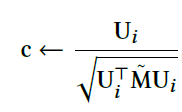 c ← U_i / √(U_i^⊤ M̃ U_i)